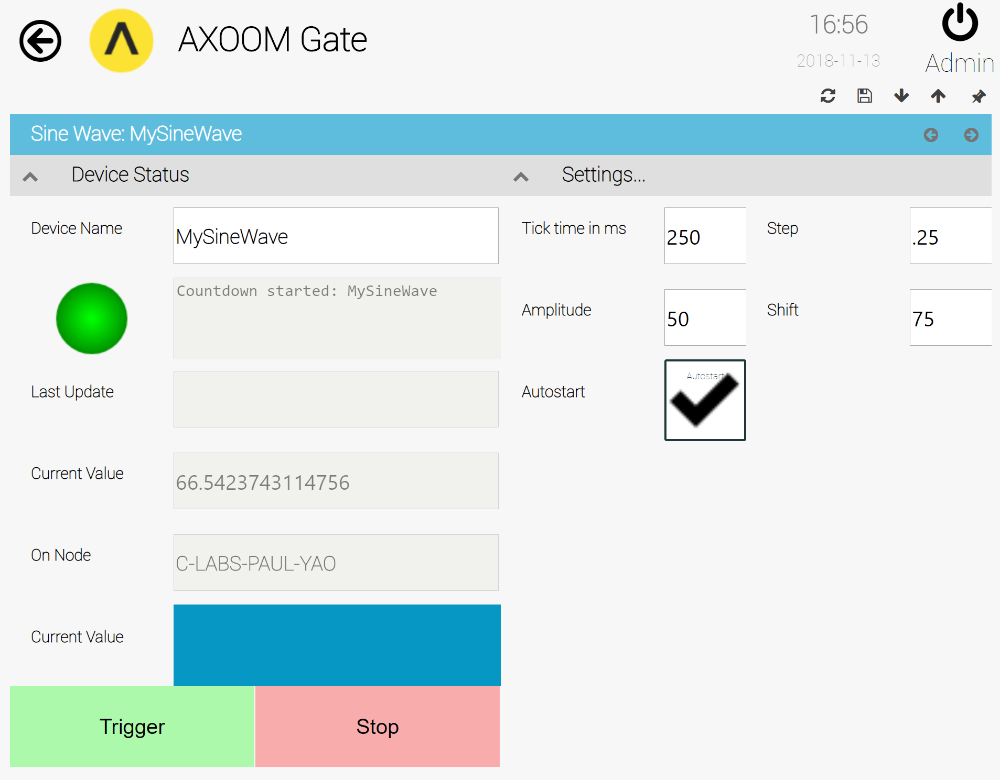 AXOOM Gate
16:56
2018-11-13
Admin
Sine Wave: MySineWave
Device Status
Settings...
Device Name
MySineWave
Tick time in ms
250
Step
.25
Countdown started: MySineWave
Amplitude
50
Shift
75
Last Update
Autostart
Autostart
Current Value
66.5423743114756
On Node
C-LABS-PAUL-YAO
Current Value
Trigger
Stop